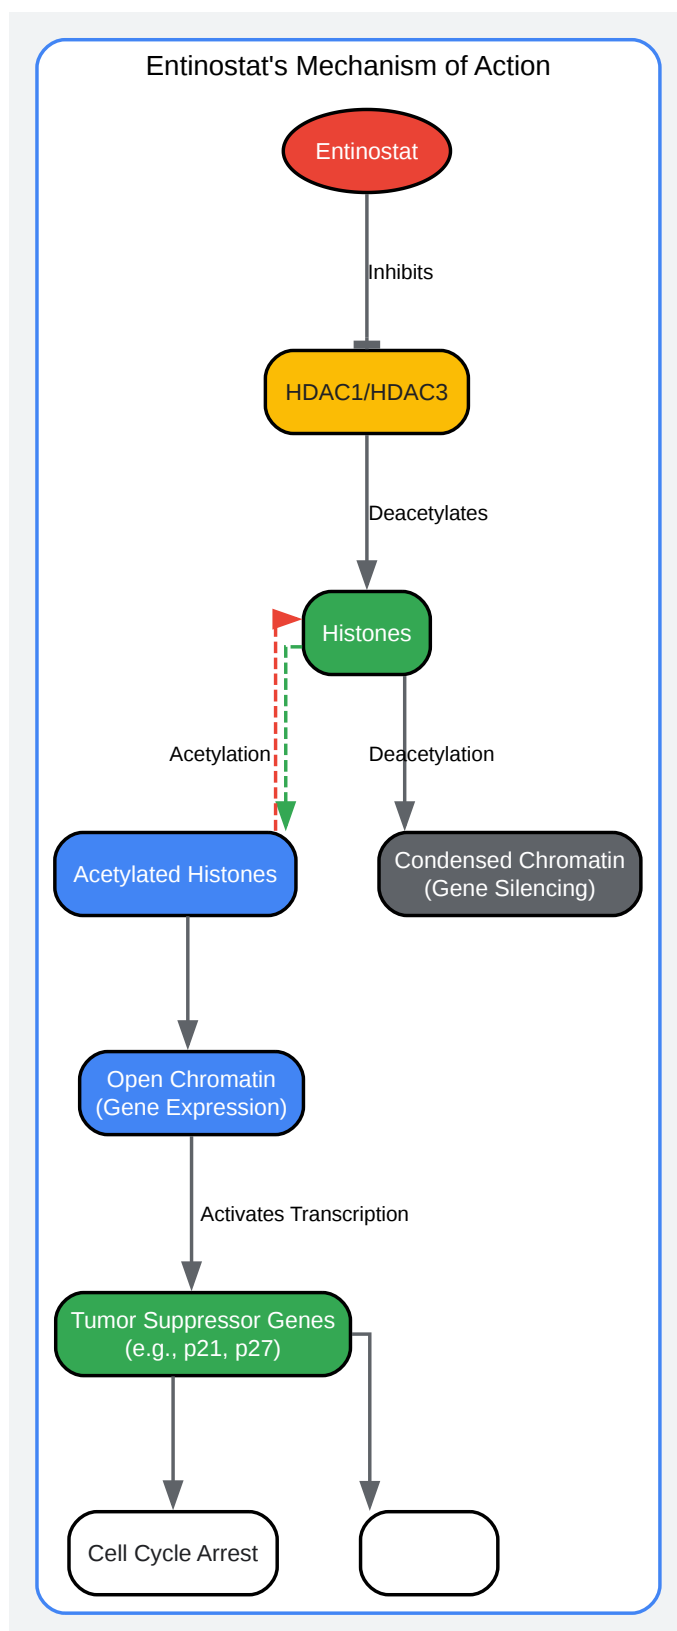 Entinostat's Mechanism of Action
Entinostat
Inhibits
HDAC1/HDAC3
Deacetylates
Histones
Acetylation
Deacetylation
Acetylated Histones
Condensed Chromatin
(Gene Silencing)
Open Chromatin
(Gene Expression)
Activates Transcription
Tumor Suppressor Genes
(e.g., p21, p27)
Cell Cycle Arrest